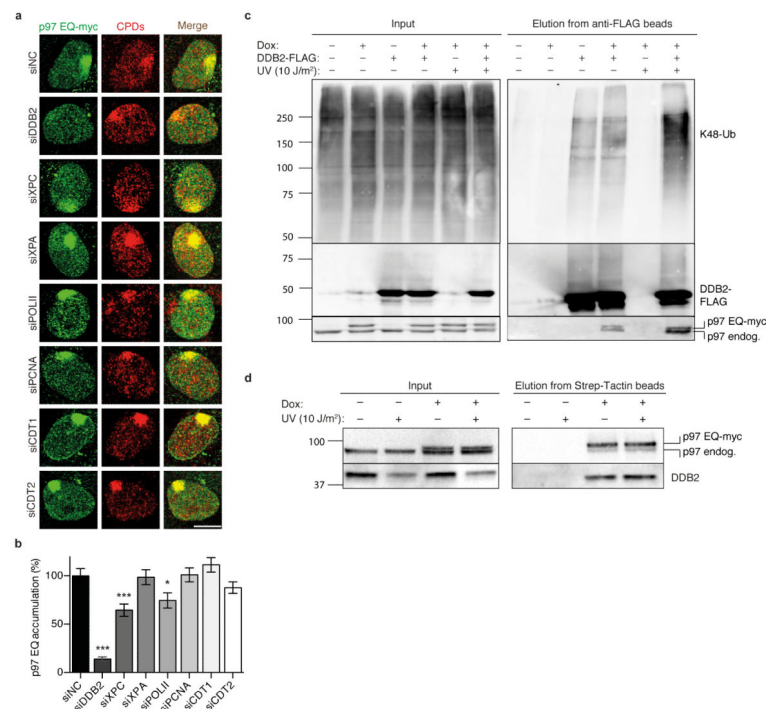 a
p97 EQ-myc CPDs Merge
siNC
siDDB2
siXPC
siXPA
siPOLII
siPCNA
siCDT1
siCDT2
b
p97 EQ accumulation (%)
100
50
0
*** *** *
siNC siDDB2 siXPC siXPA siPOLII siPCNA siCDT1 siCDT2
c
Input Elution from anti-FLAG beads
Dox: – + – + + + – + – + + +
DDB2-FLAG: – – + + – + – – + + – +
UV (10 J/m²): – – – – + + – – – – + +
250
150
100
75
50
K48-Ub
50
DDB2-
FLAG
100
p97 EQ-myc
p97 endog.
d
Input Elution from Strep-Tactin beads
Dox: – – + + – – + +
UV (10 J/m²): – + – + – + – +
100
p97 EQ-myc
p97 endog.
37
DDB2